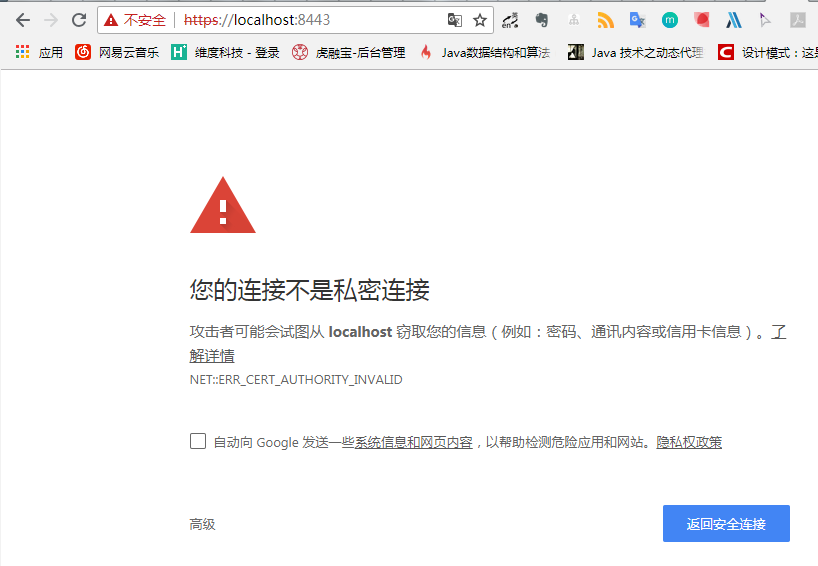 不安全 https://localhost:8443
应用 网易云音乐 维度科技 - 登录 虎融宝-后台管理 Java数据结构和算法 Java 技术之动态代理 设计模式：这
您的连接不是私密连接
攻击者可能会试图从 localhost 窃取您的信息（例如：密码、通讯内容或信用卡信息）。了
解详情
NET::ERR_CERT_AUTHORITY_INVALID
自动向 Google 发送一些系统信息和网页内容，以帮助检测危险应用和网站。隐私权政策
高级
返回安全连接